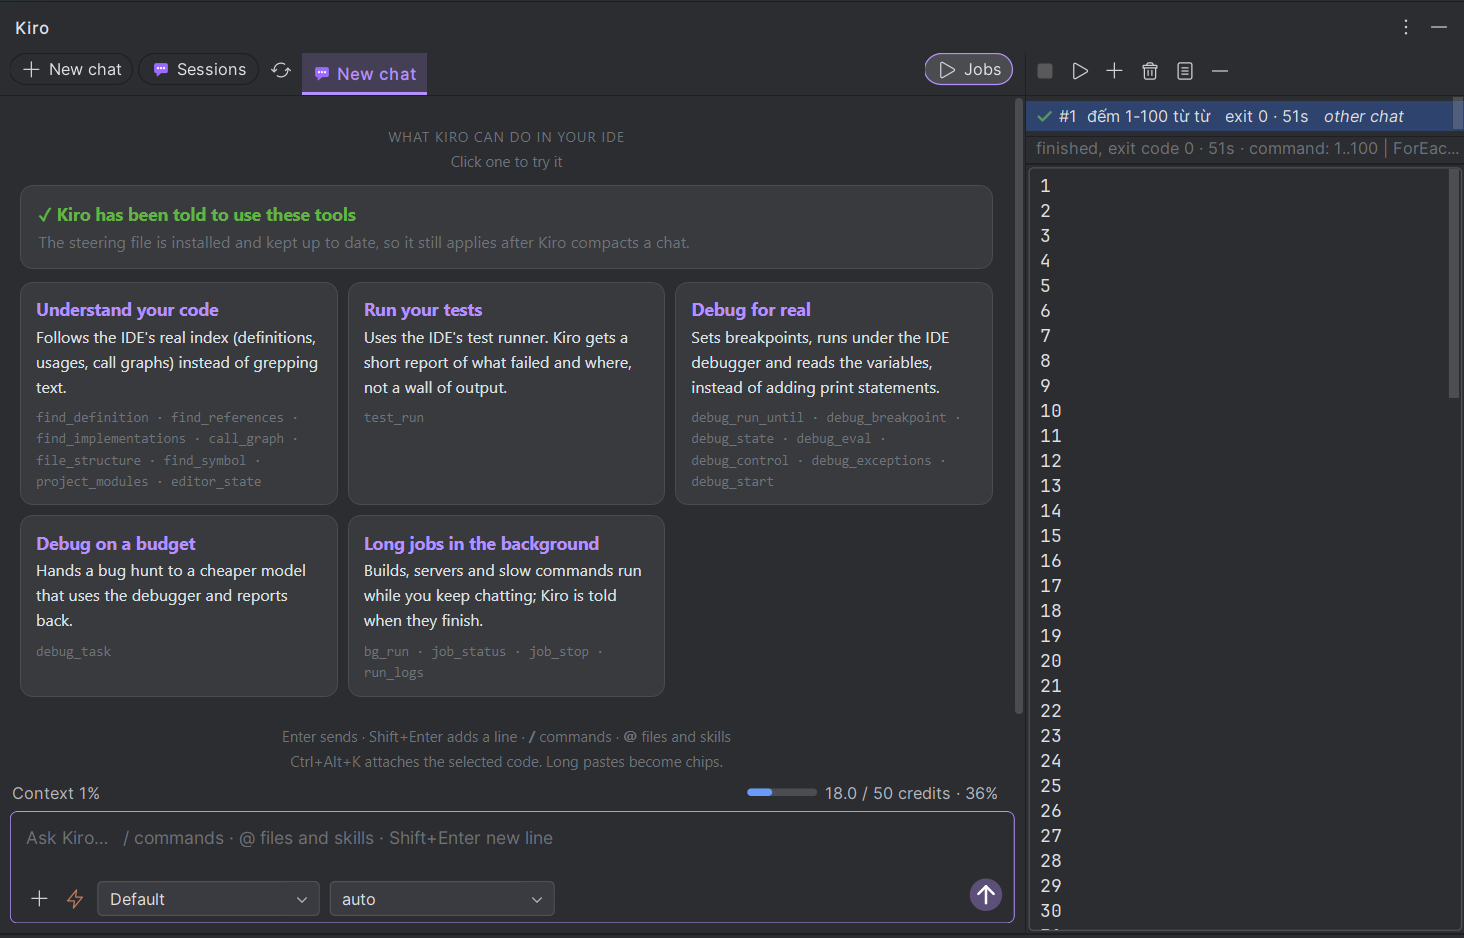 Kiro
New chat
Sessions
New chat
Jobs
WHAT KIRO CAN DO IN YOUR IDE
Click one to try it
✓ Kiro has been told to use these tools
The steering file is installed and kept up to date, so it still applies after Kiro compacts a chat.
Understand your code
Follows the IDE's real index (definitions,
usages, call graphs) instead of grepping
text.
find_definition · find_references ·
find_implementations · call_graph ·
file_structure · find_symbol ·
project_modules · editor_state
Run your tests
Uses the IDE's test runner. Kiro gets a
short report of what failed and where,
not a wall of output.
test_run
Debug for real
Sets breakpoints, runs under the IDE
debugger and reads the variables,
instead of adding print statements.
debug_run_until · debug_breakpoint ·
debug_state · debug_eval ·
debug_control · debug_exceptions ·
debug_start
Debug on a budget
Hands a bug hunt to a cheaper model
that uses the debugger and reports
back.
debug_task
Long jobs in the background
Builds, servers and slow commands run
while you keep chatting; Kiro is told
when they finish.
bg_run · job_status · job_stop ·
run_logs
Enter sends · Shift+Enter adds a line · / commands · @ files and skills
Ctrl+Alt+K attaches the selected code. Long pastes become chips.
Context 1%
18.0 / 50 credits · 36%
Ask Kiro... / commands · @ files and skills · Shift+Enter new line
Default
auto
#1 đếm 1-100 từ từ exit 0 · 51s other chat
finished, exit code 0 · 51s · command: 1..100 | ForEac...
1
2
3
4
5
6
7
8
9
10
11
12
13
14
15
16
17
18
19
20
21
22
23
24
25
26
27
28
29
30